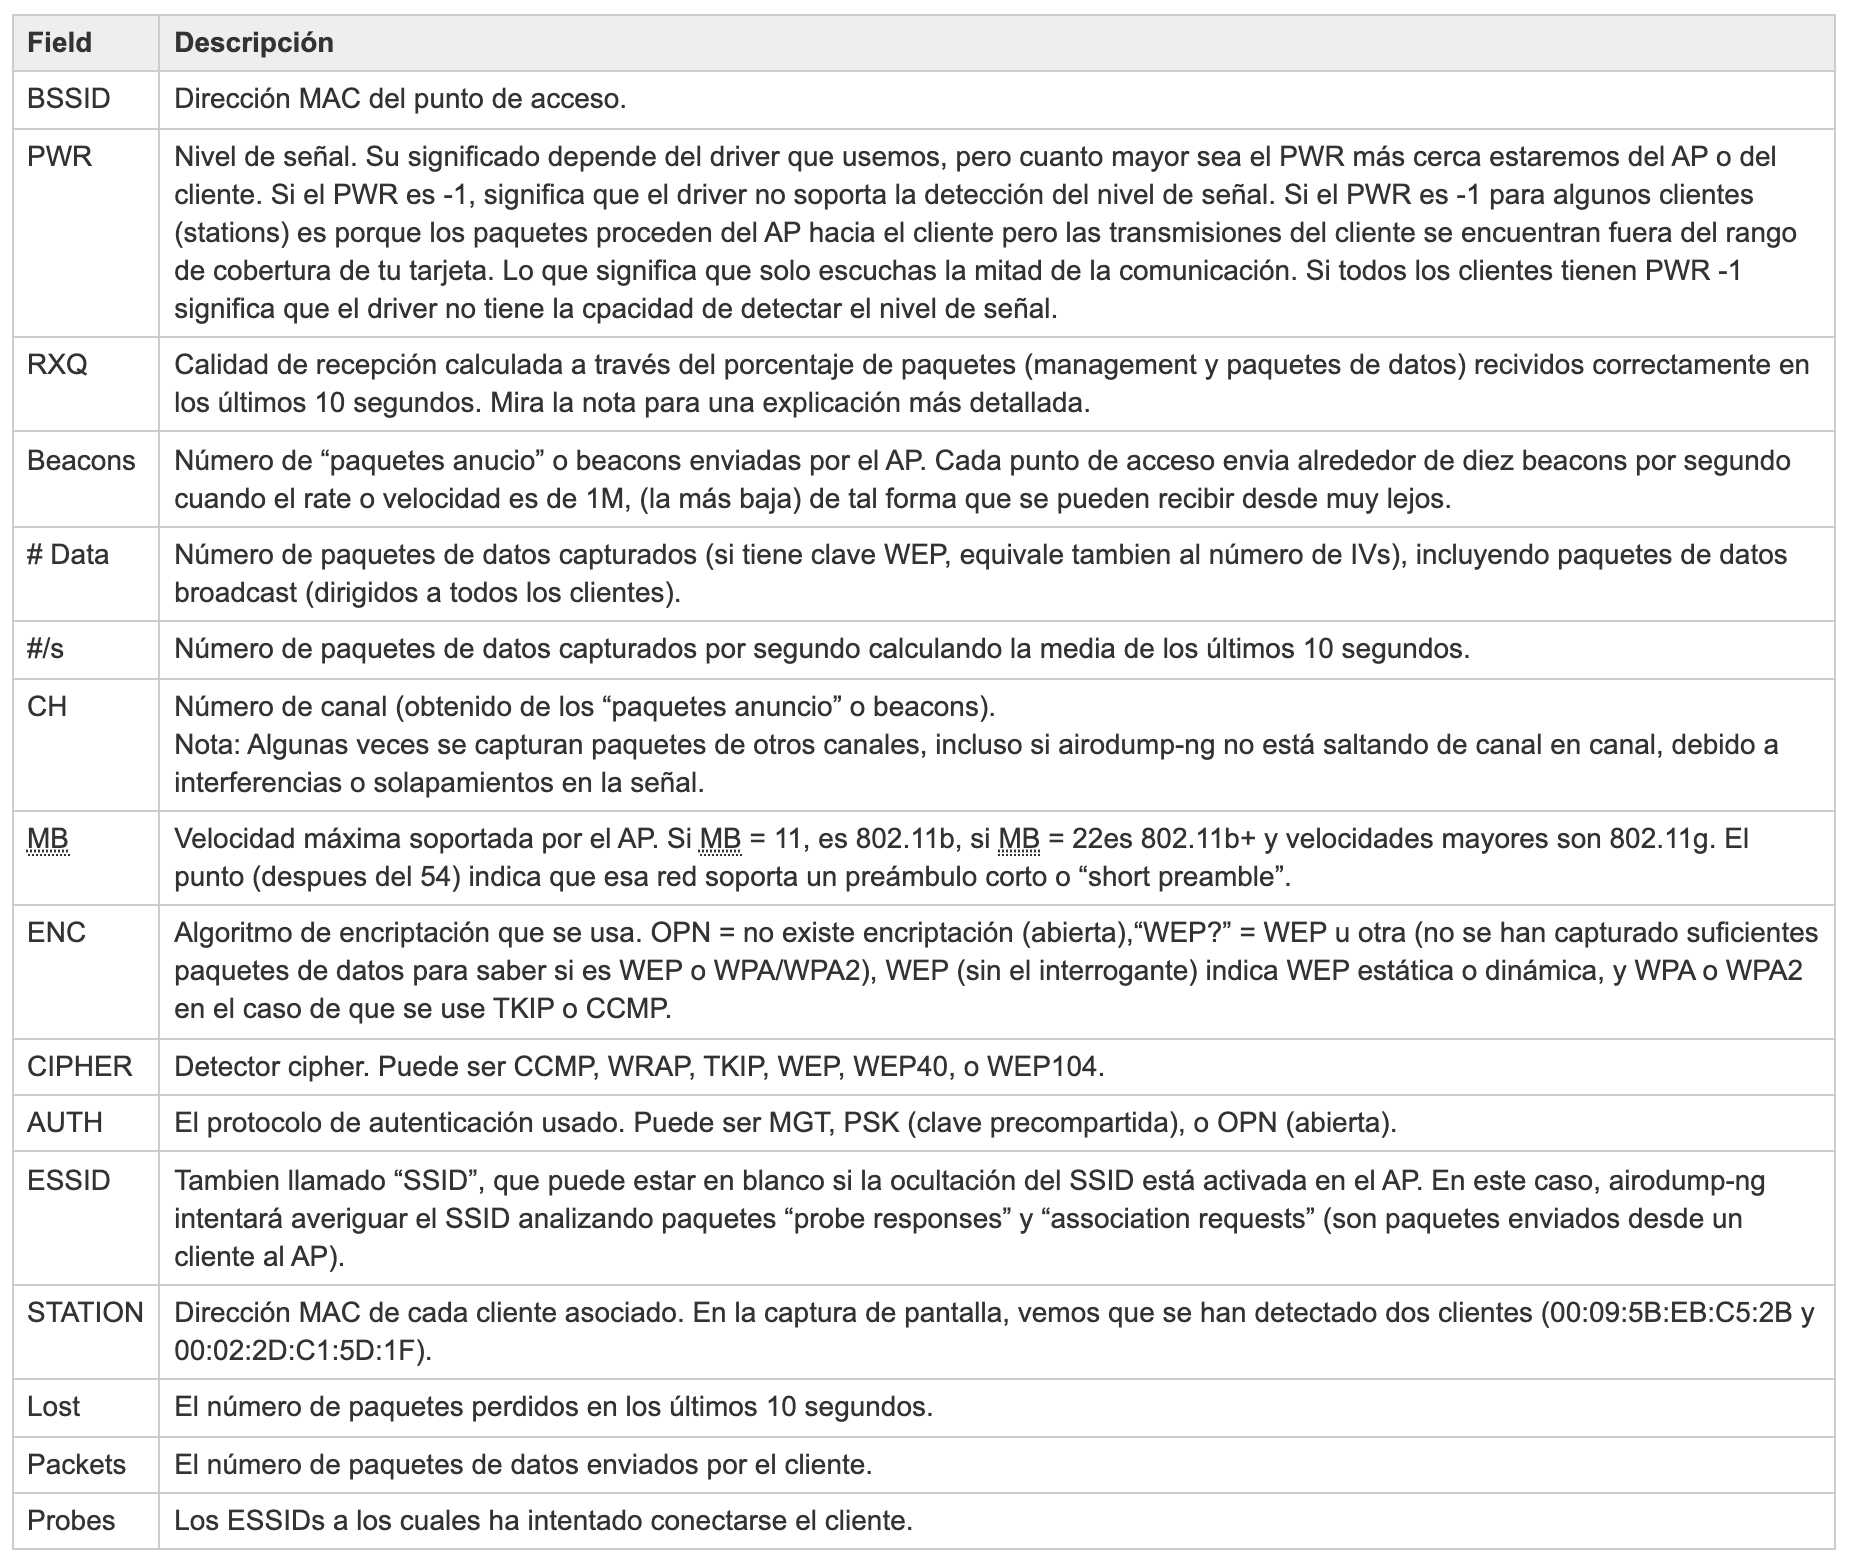 Field Descripción
BSSID Dirección MAC del punto de acceso.
PWR Nivel de señal. Su significado depende del driver que usemos, pero cuanto mayor sea el PWR más cerca estaremos del AP o del
cliente. Si el PWR es -1, significa que el driver no soporta la detección del nivel de señal. Si el PWR es -1 para algunos clientes
(stations) es porque los paquetes proceden del AP hacia el cliente pero las transmisiones del cliente se encuentran fuera del rango
de cobertura de tu tarjeta. Lo que significa que solo escuchas la mitad de la comunicación. Si todos los clientes tienen PWR -1
significa que el driver no tiene la cpacidad de detectar el nivel de señal.
RXQ Calidad de recepción calculada a través del porcentaje de paquetes (management y paquetes de datos) recividos correctamente en
los últimos 10 segundos. Mira la nota para una explicación más detallada.
Beacons Número de “paquetes anucio” o beacons enviadas por el AP. Cada punto de acceso envia alrededor de diez beacons por segundo
cuando el rate o velocidad es de 1M, (la más baja) de tal forma que se pueden recibir desde muy lejos.
# Data Número de paquetes de datos capturados (si tiene clave WEP, equivale tambien al número de IVs), incluyendo paquetes de datos
broadcast (dirigidos a todos los clientes).
#/s Número de paquetes de datos capturados por segundo calculando la media de los últimos 10 segundos.
CH Número de canal (obtenido de los “paquetes anuncio” o beacons).
Nota: Algunas veces se capturan paquetes de otros canales, incluso si airodump-ng no está saltando de canal en canal, debido a
interferencias o solapamientos en la señal.
MB Velocidad máxima soportada por el AP. Si MB = 11, es 802.11b, si MB = 22es 802.11b+ y velocidades mayores son 802.11g. El
punto (despues del 54) indica que esa red soporta un preámbulo corto o “short preamble”.
ENC Algoritmo de encriptación que se usa. OPN = no existe encriptación (abierta),“WEP?” = WEP u otra (no se han capturado suficientes
paquetes de datos para saber si es WEP o WPA/WPA2), WEP (sin el interrogante) indica WEP estática o dinámica, y WPA o WPA2
en el caso de que se use TKIP o CCMP.
CIPHER Detector cipher. Puede ser CCMP, WRAP, TKIP, WEP, WEP40, o WEP104.
AUTH El protocolo de autenticación usado. Puede ser MGT, PSK (clave precompartida), o OPN (abierta).
ESSID Tambien llamado “SSID”, que puede estar en blanco si la ocultación del SSID está activada en el AP. En este caso, airodump-ng
intentará averiguar el SSID analizando paquetes “probe responses” y “association requests” (son paquetes enviados desde un
cliente al AP).
STATION Dirección MAC de cada cliente asociado. En la captura de pantalla, vemos que se han detectado dos clientes (00:09:5B:EB:C5:2B y
00:02:2D:C1:5D:1F).
Lost El número de paquetes perdidos en los últimos 10 segundos.
Packets El número de paquetes de datos enviados por el cliente.
Probes Los ESSIDs a los cuales ha intentado conectarse el cliente.